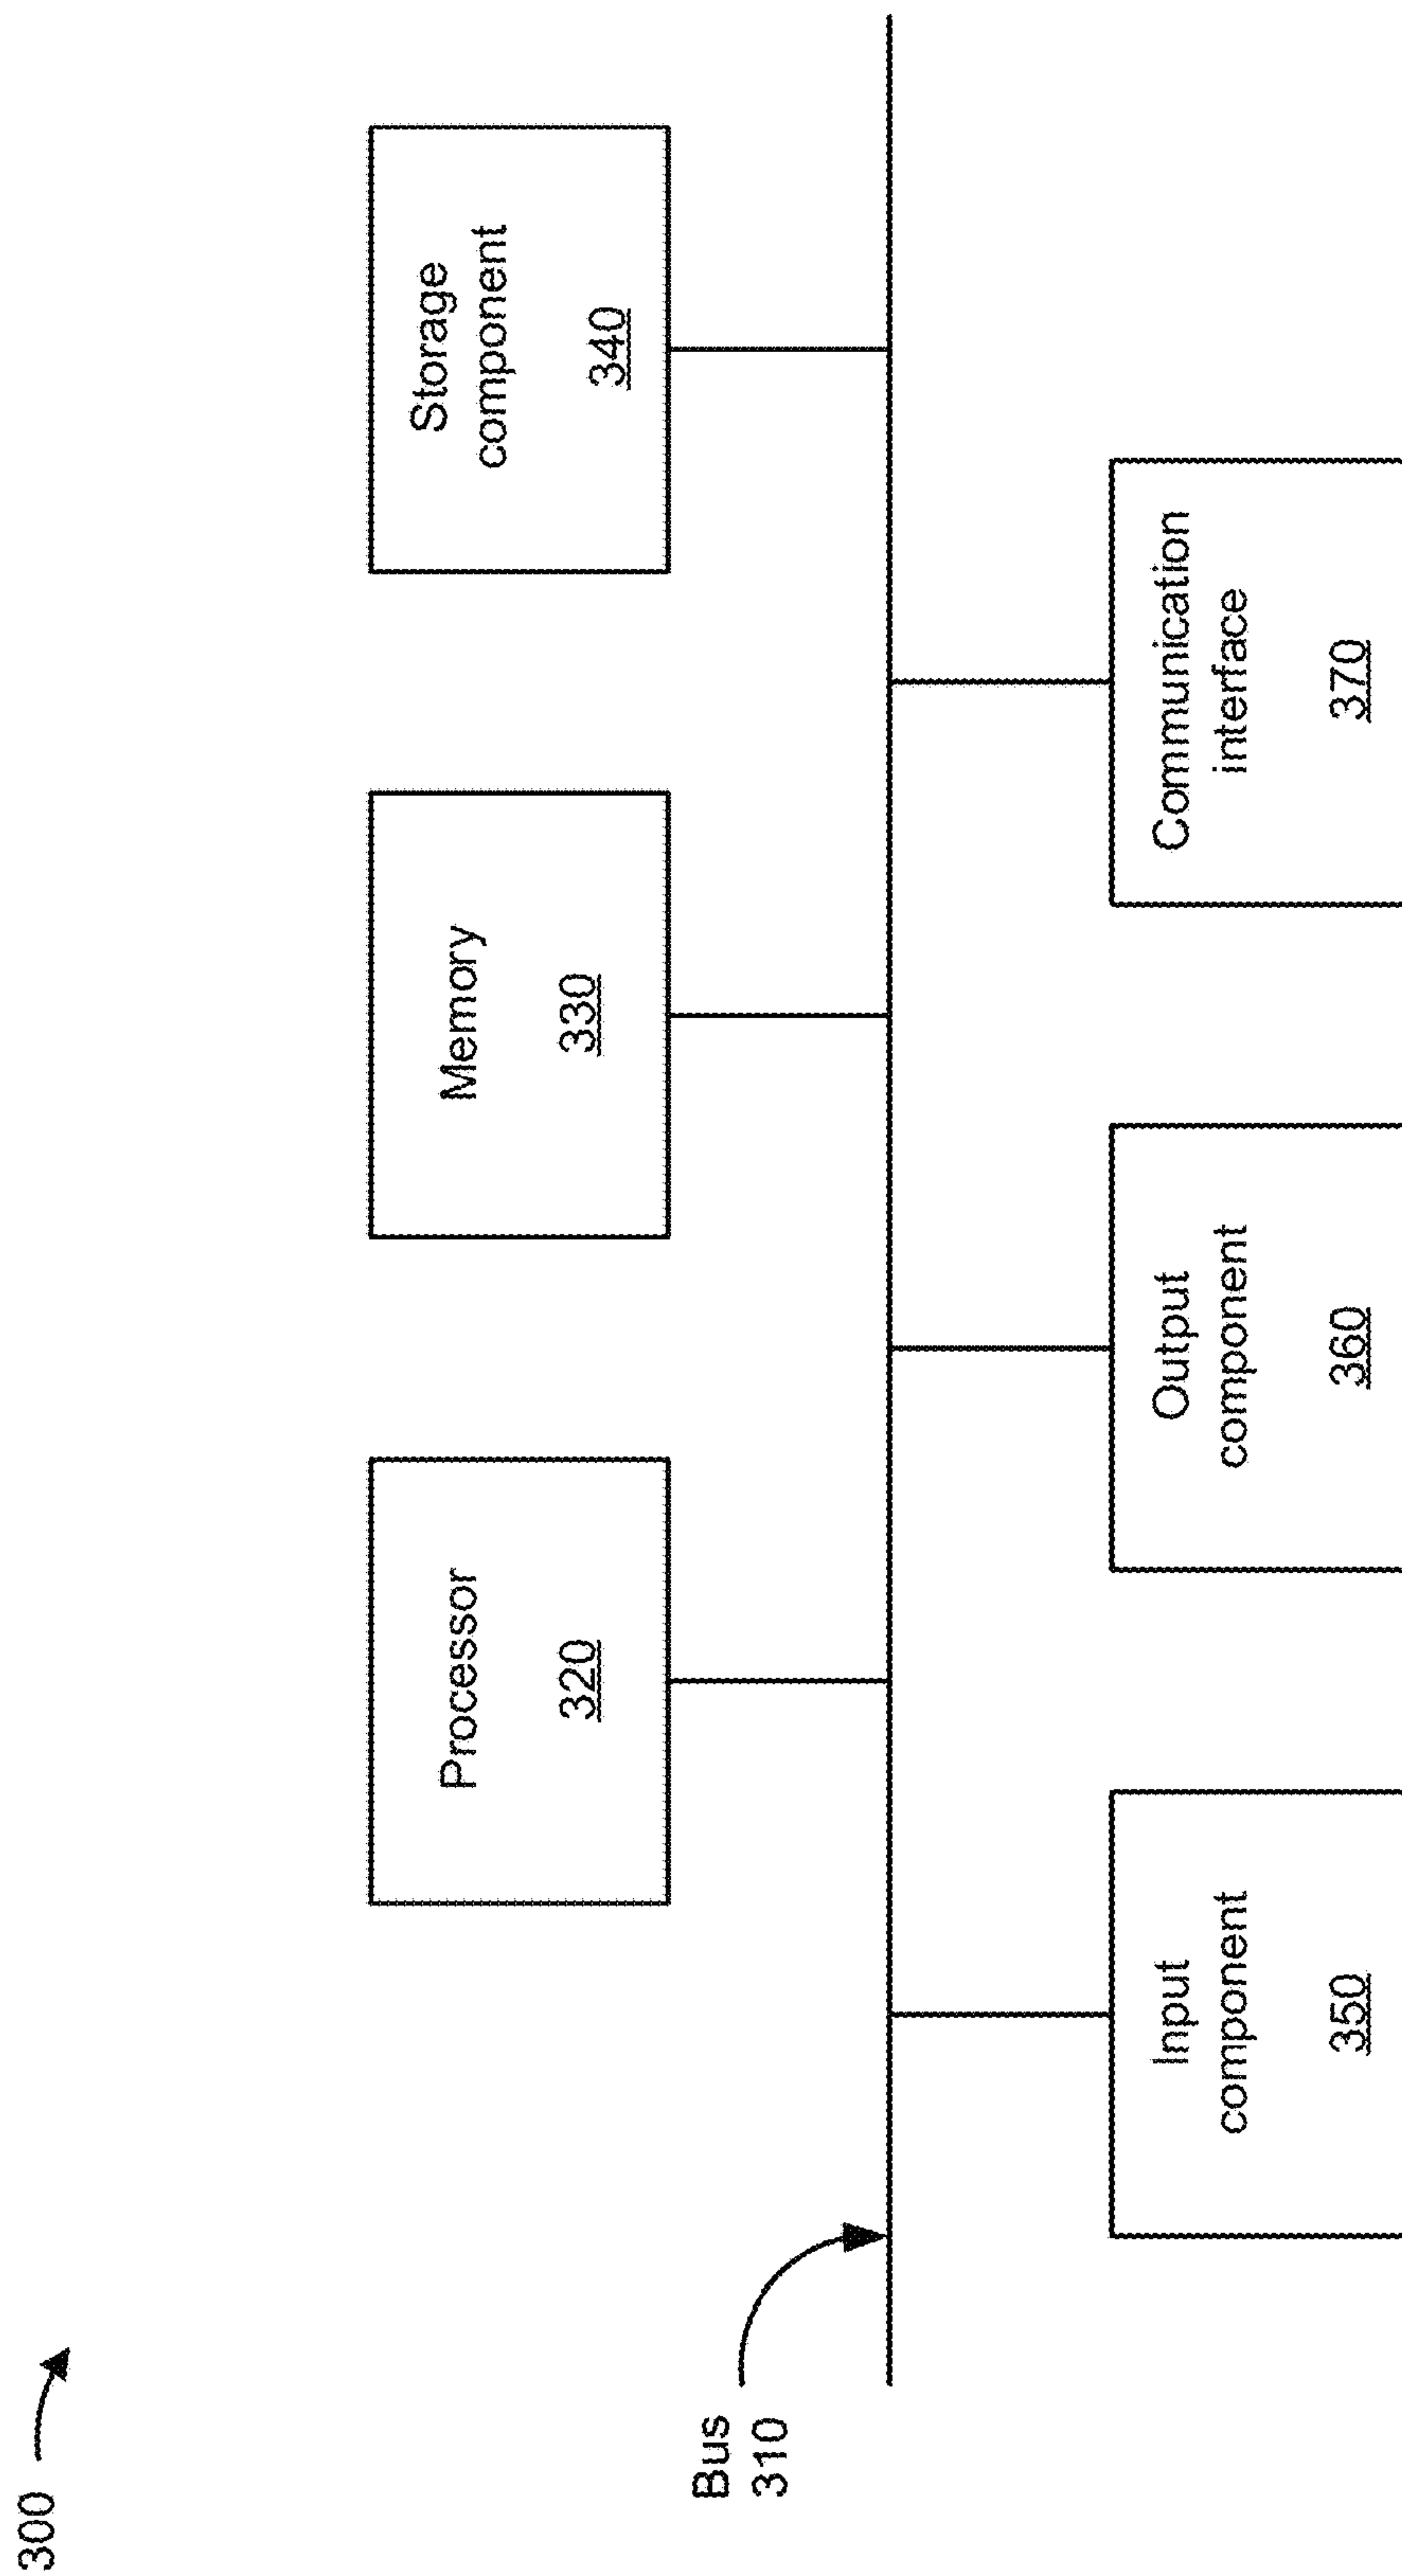 300
Processor
320
Memory
330
Storage
component
340
Bus
310
Input
component
350
Output
component
360
Communication
interface
370